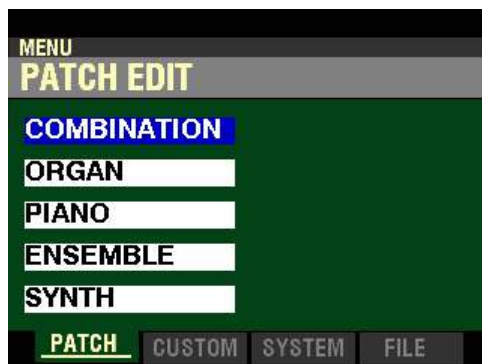 MENU
PATCH EDIT
COMBINATION
ORGAN
PIANO
ENSEMBLE
SYNTH
PATCH CUSTOM SYSTEM FILE